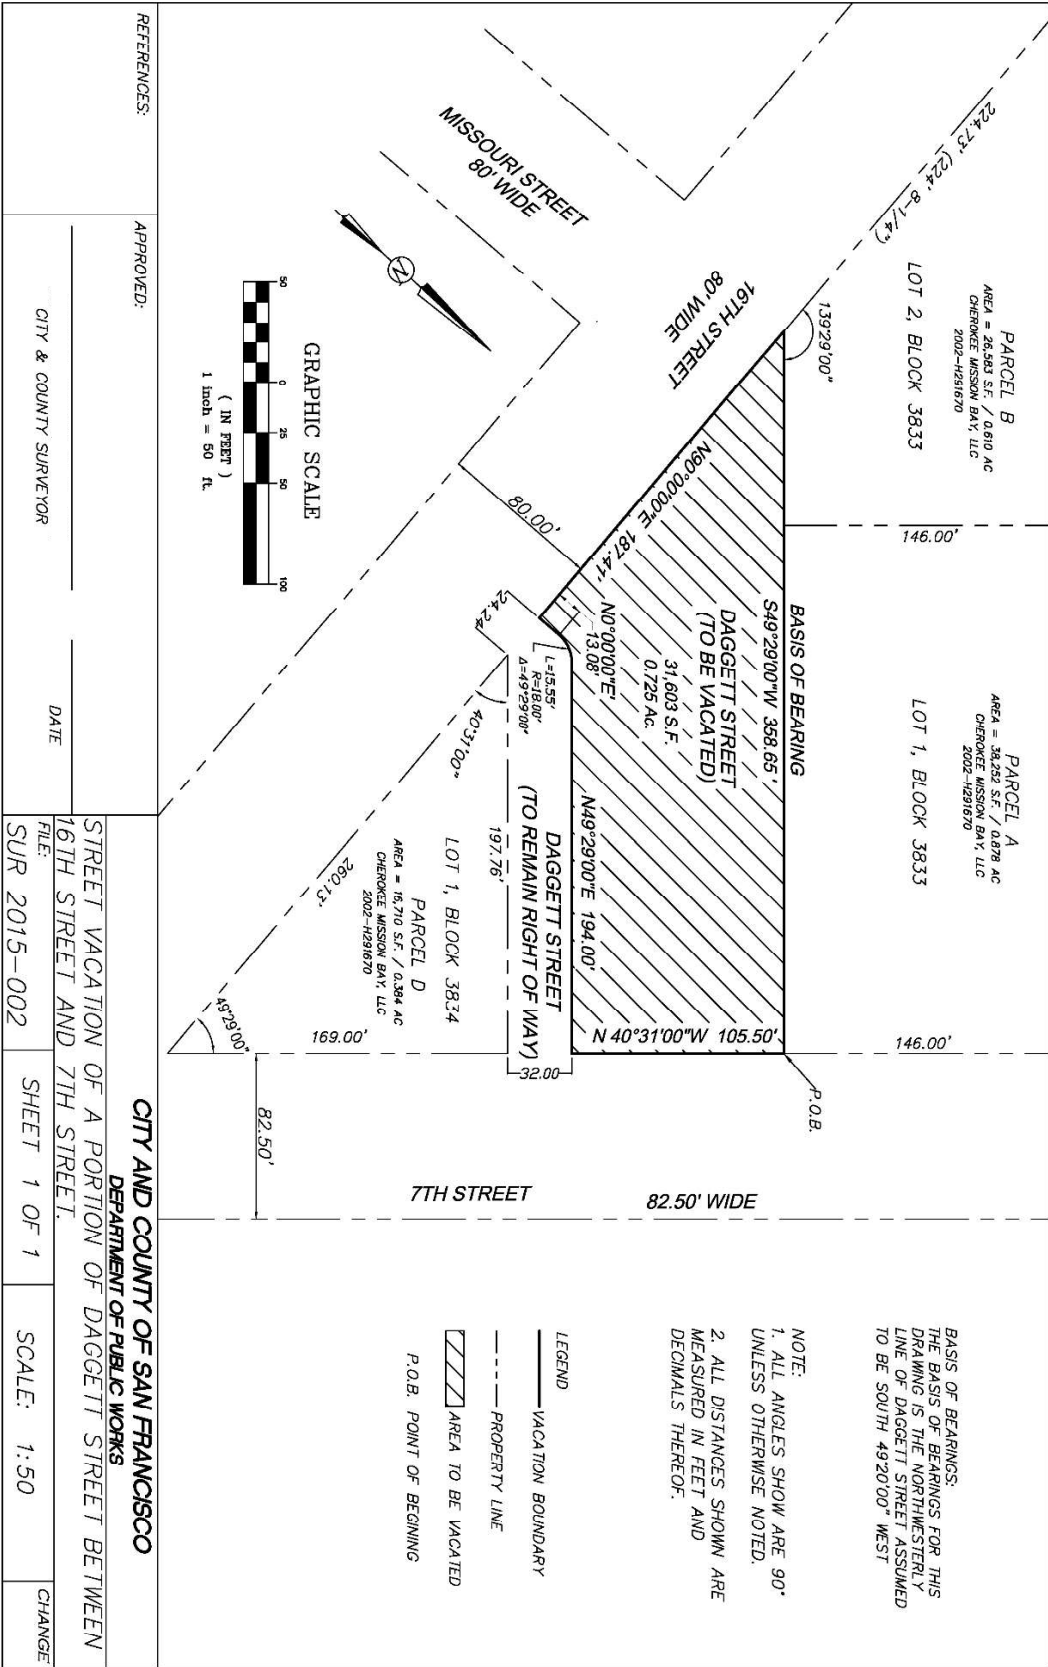 224.73' (224' 8-1/4")
PARCEL B
AREA = 26,583 S.F. / 0.610 AC
CHEROKEE MISSION BAY, LLC
2002-H291670
LOT 2, BLOCK 3833
139°29'00"
146.00'
PARCEL A
AREA = 38,252 S.F. / 0.878 AC
CHEROKEE MISSION BAY, LLC
2002-H291670
LOT 1, BLOCK 3833
146.00'
MISSOURI STREET
80' WIDE
16TH STREET
80' WIDE
N
BASIS OF BEARING
S49°29'00"W 358.65'
DAGGETT STREET
(TO BE VACATED)
31,603 S.F.
0.725 Ac.
N90°00'00"E 187.41'
N0°00'00"E
13.08'
80.00'
24.24'
L=15.55'
R=18.00'
Δ=49°29'00"
N49°29'00"E 194.00'
N 40°31'00"W 105.50'
P.O.B.
DAGGETT STREET
(TO REMAIN RIGHT OF WAY)
32.00
197.76'
40°31'00"
260.13'
LOT 1, BLOCK 3834
PARCEL D
AREA = 16,710 S.F. / 0.384 AC
CHEROKEE MISSION BAY, LLC
2002-H291670
49°29'00"
169.00'
82.50'
7TH STREET
82.50' WIDE
GRAPHIC SCALE
50 0 25 50 100
( IN FEET )
1 inch = 50 ft.
BASIS OF BEARINGS:
THE BASIS OF BEARINGS FOR THIS
DRAWING IS THE NORTHWESTERLY
LINE OF DAGGETT STREET ASSUMED
TO BE SOUTH 49°20'00" WEST
NOTE:
1. ALL ANGLES SHOW ARE 90°
UNLESS OTHERWISE NOTED.
2. ALL DISTANCES SHOWN ARE
MEASURED IN FEET AND
DECIMALS THEREOF.
LEGEND
VACATION BOUNDARY
PROPERTY LINE
AREA TO BE VACATED
P.O.B. POINT OF BEGINING
REFERENCES:
APPROVED:
CITY & COUNTY SURVEYOR
DATE
CITY AND COUNTY OF SAN FRANCISCO
DEPARTMENT OF PUBLIC WORKS
STREET VACATION OF A PORTION OF DAGGETT STREET BETWEEN
16TH STREET AND 7TH STREET.
FILE:
SUR 2015-002
SHEET 1 OF 1
SCALE: 1:50
CHANGE